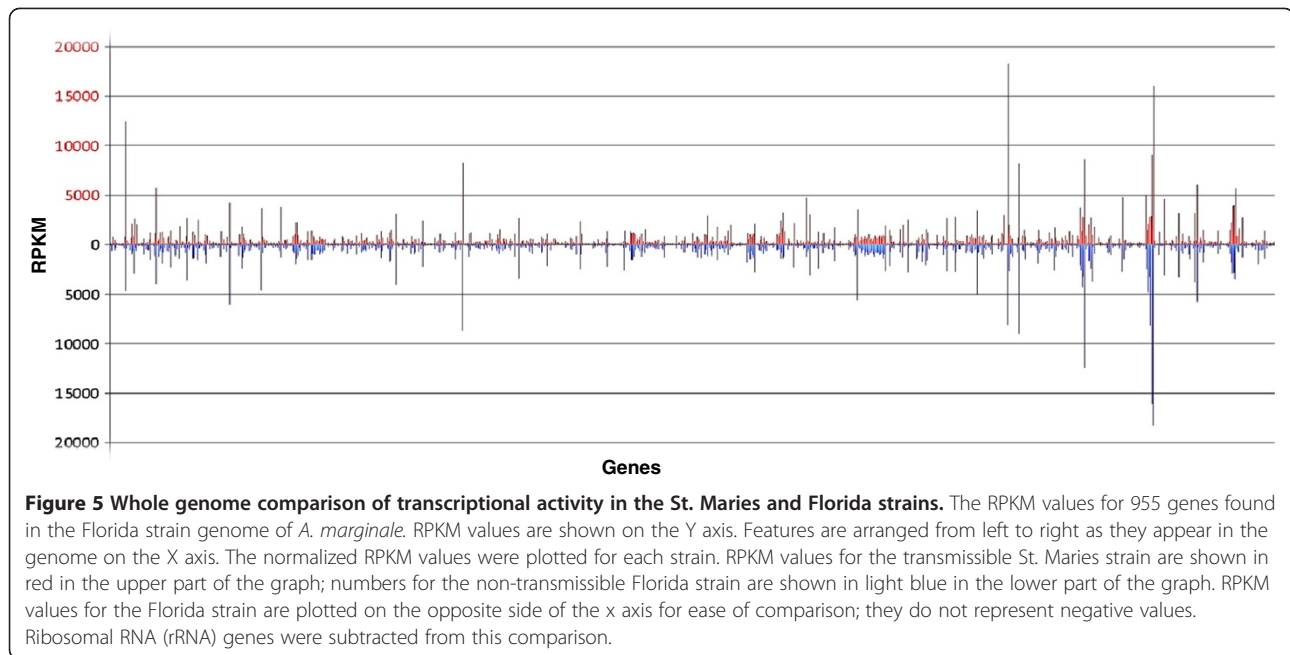 20000
15000
10000
5000
0
5000
10000
15000
20000
RPKM
Genes
Figure 5 Whole genome comparison of transcriptional activity in the St. Maries and Florida strains. The RPKM values for 955 genes found
in the Florida strain genome of A. marginale. RPKM values are shown on the Y axis. Features are arranged from left to right as they appear in the
genome on the X axis. The normalized RPKM values were plotted for each strain. RPKM values for the transmissible St. Maries strain are shown in
red in the upper part of the graph; numbers for the non-transmissible Florida strain are shown in light blue in the lower part of the graph. RPKM
values for the Florida strain are plotted on the opposite side of the x axis for ease of comparison; they do not represent negative values.
Ribosomal RNA (rRNA) genes were subtracted from this comparison.